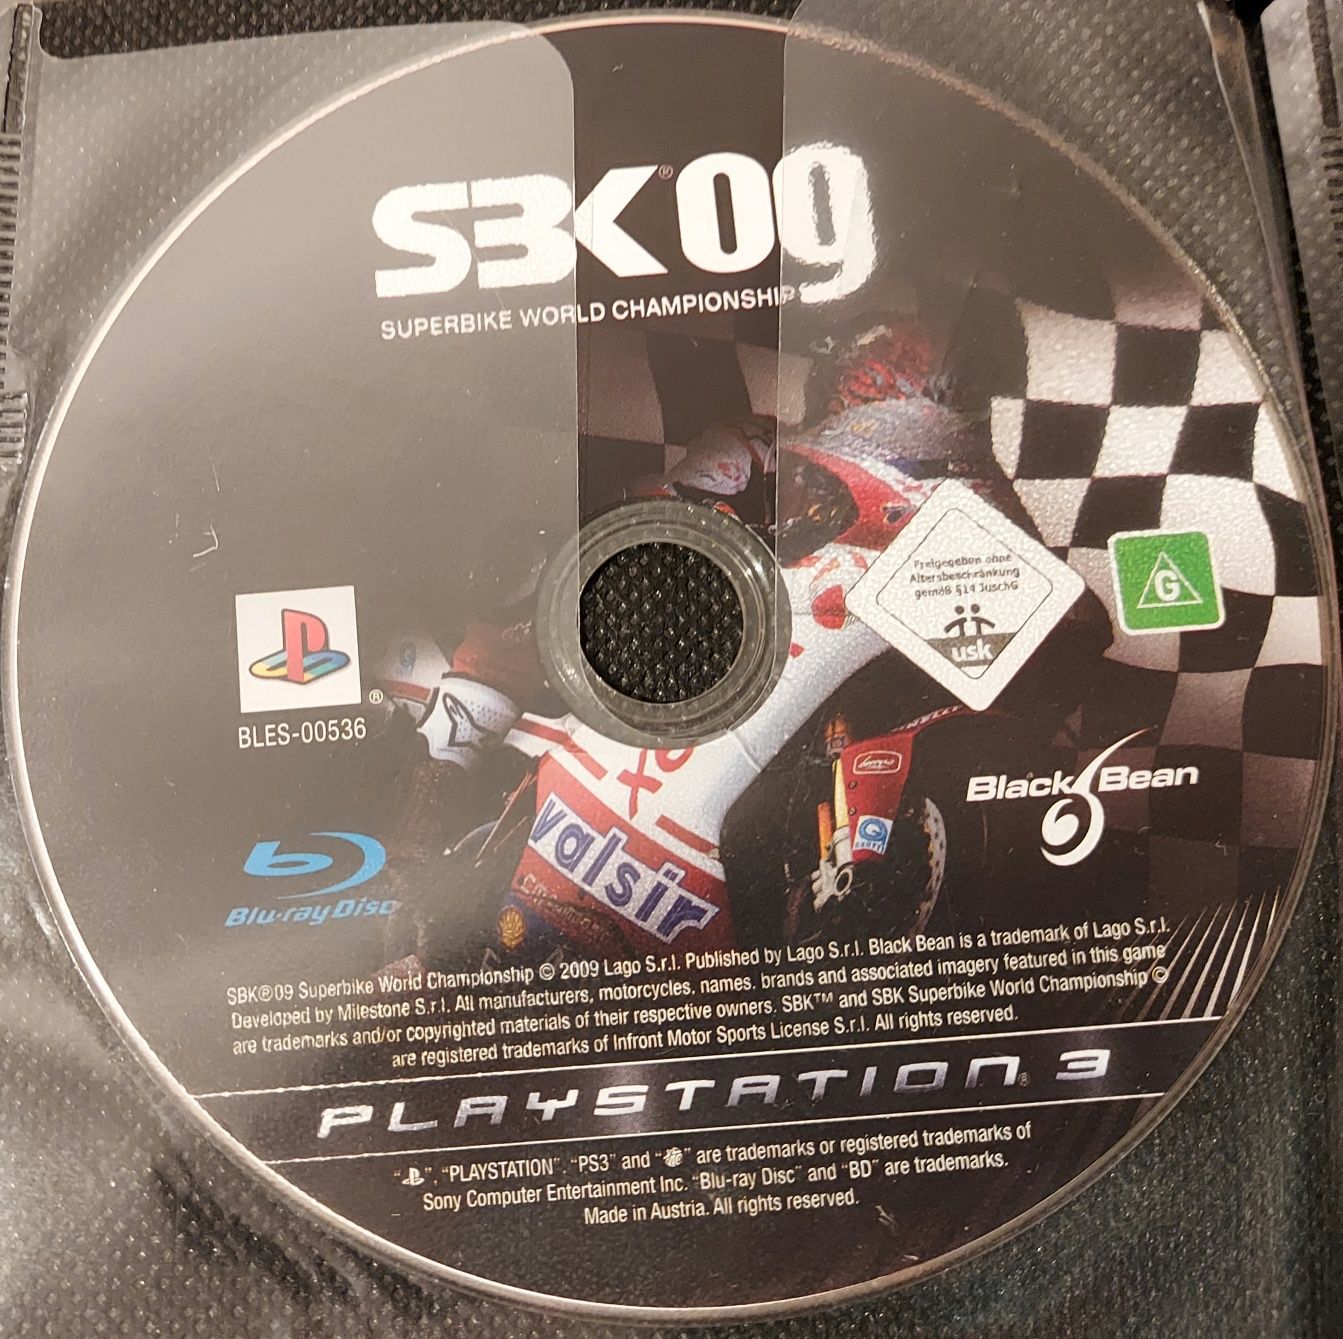 SBK®09
SUPERBIKE WORLD CHAMPIONSHIP
Freigegeben ohne
Altersbeschränkung
gemäß §14 JuschG
usk
G
®
BLES-00536
Black Bean
valsir
Blu-ray Disc
SBK®09 Superbike World Championship © 2009 Lago S.r.l. Published by Lago S.r.l. Black Bean is a trademark of Lago S.r.l.
Developed by Milestone S.r.l. All manufacturers, motorcycles, names, brands and associated imagery featured in this game
are trademarks and/or copyrighted materials of their respective owners. SBK™ and SBK Superbike World Championship ©
are registered trademarks of Infront Motor Sports License S.r.l. All rights reserved.
PLAYSTATION® 3
" ", "PLAYSTATION", "PS3" and " " are trademarks or registered trademarks of
Sony Computer Entertainment Inc. "Blu-ray Disc" and "BD" are trademarks.
Made in Austria. All rights reserved.